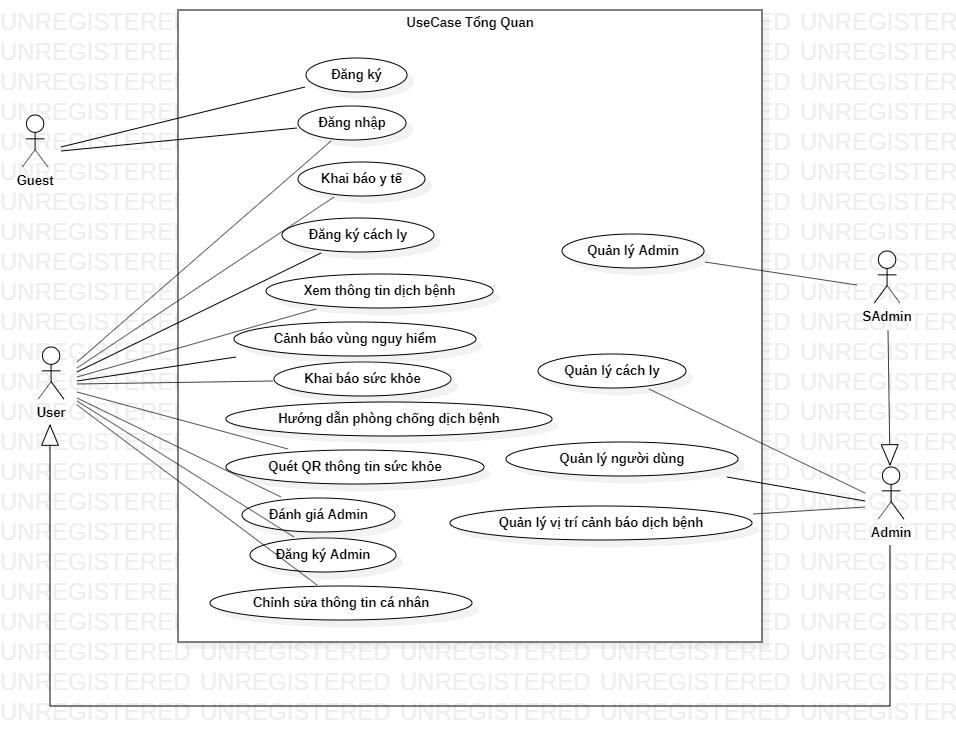 UseCase Tổng Quan
Đăng ký
Đăng nhập
Guest
Khai báo y tế
Đăng ký cách ly
Quản lý Admin
Xem thông tin dịch bệnh
SAdmin
Cảnh báo vùng nguy hiểm
Khai báo sức khỏe
Quản lý cách ly
User
Hướng dẫn phòng chống dịch bệnh
Quản lý người dùng
Quét QR thông tin sức khỏe
Đánh giá Admin
Quản lý vị trí cảnh báo dịch bệnh
Admin
Đăng ký Admin
Chỉnh sửa thông tin cá nhân
UNREGISTERED UNREGISTERED UNREGISTERED UNREGISTERED UNREGISTERED